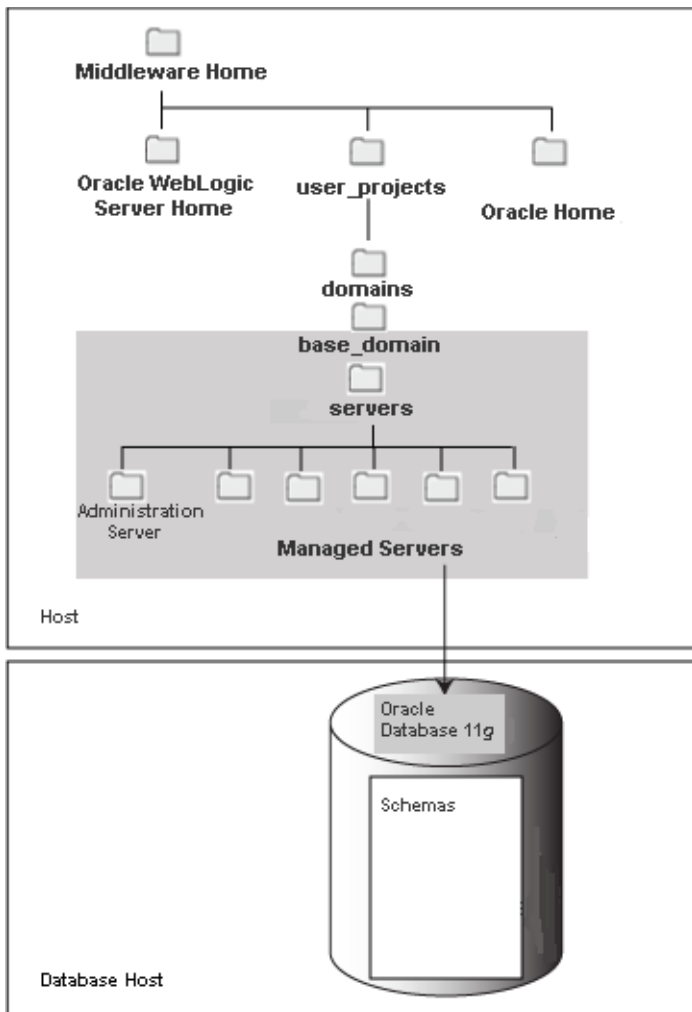 Middleware Home
Oracle WebLogic
Server Home
user_projects
Oracle Home
domains
base_domain
servers
Administration
Server
Managed Servers
Host
Oracle
Database 11g
Schemas
Database Host